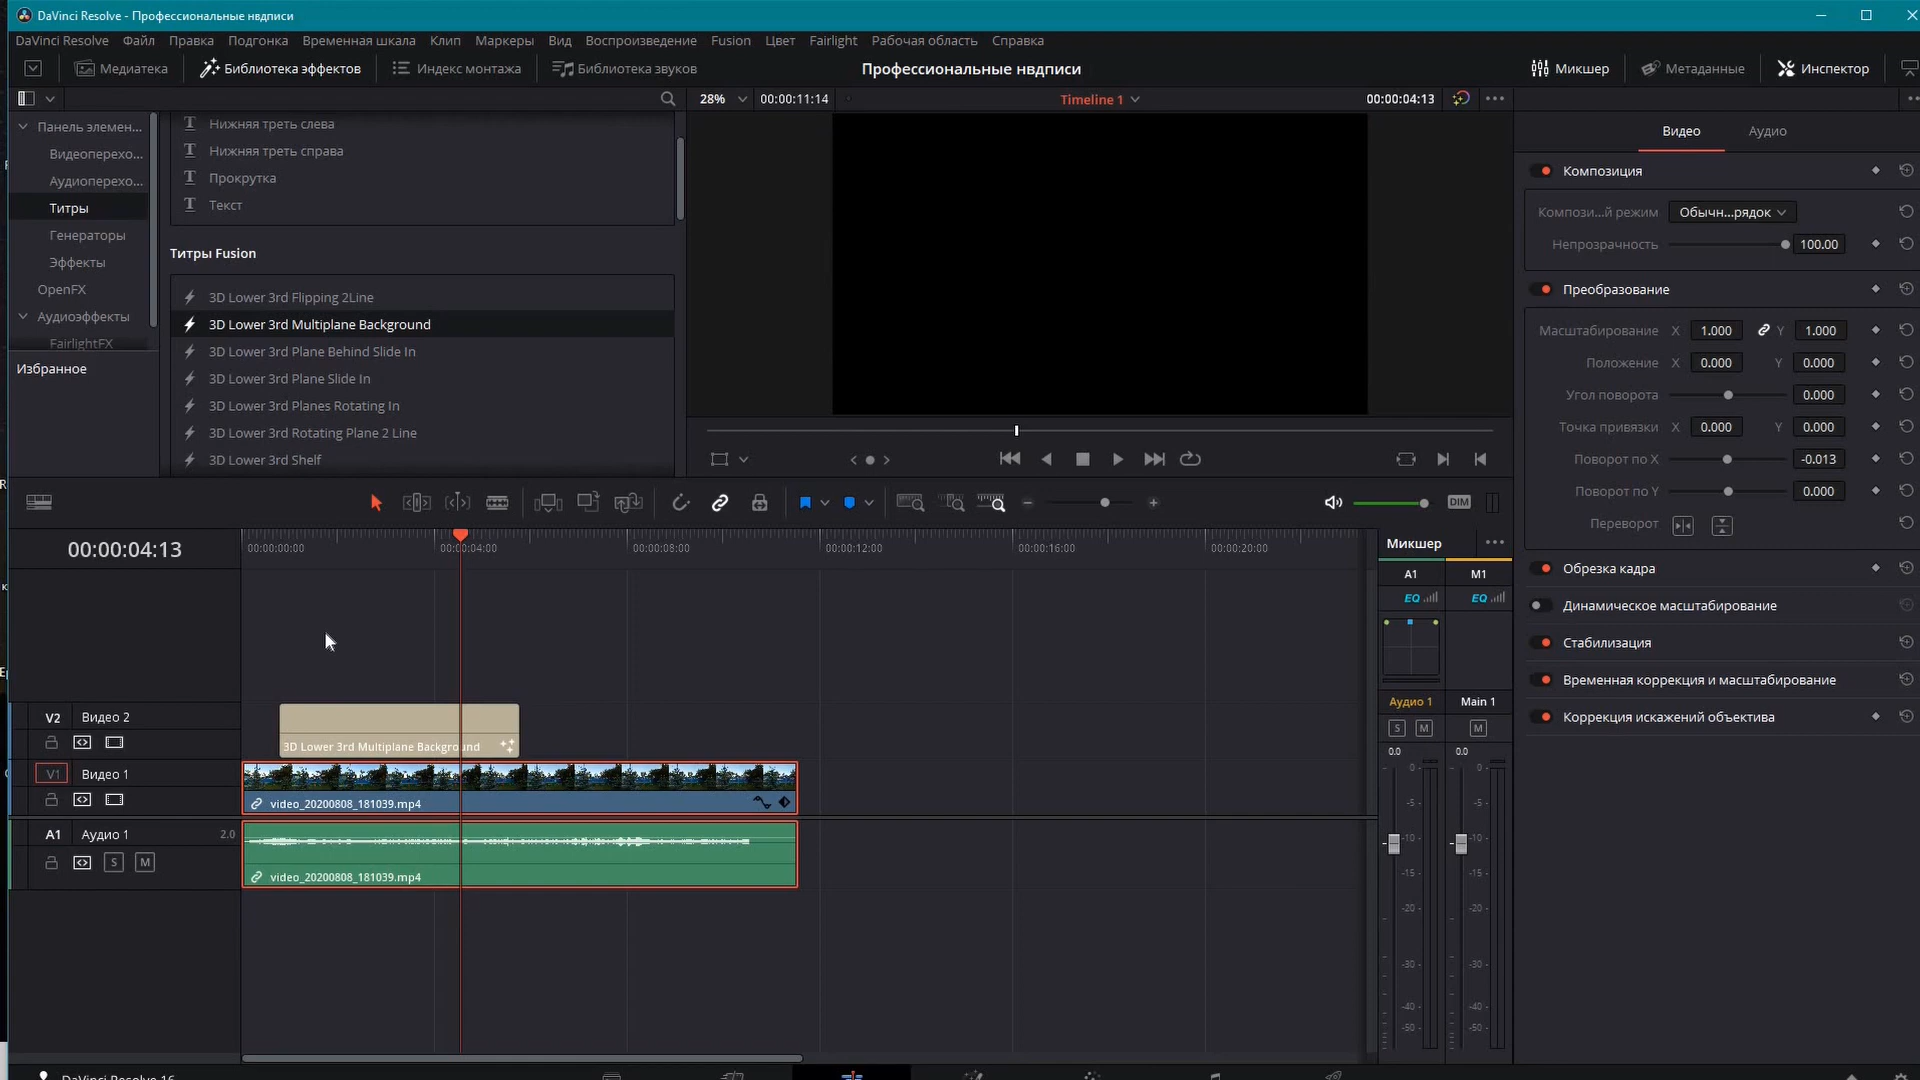 DaVinci Resolve - Профессиональные нвдписи
DaVinci Resolve Файл Правка Подгонка Временная шкала Клип Маркеры Вид Воспроизведение Fusion Цвет Fairlight Рабочая область Справка
Медиатека Библиотека эффектов Индекс монтажа Библиотека звуков Профессиональные нвдписи Микшер Метаданные Инспектор
28% 00:00:11:14 Timeline 1 00:00:04:13
Панель элемен...
Видеоперехо...
Аудиоперехо...
Титры
Генераторы
Эффекты
OpenFX
Аудиоэффекты
FairlightFX
Избранное
Нижняя треть слева
Нижняя треть справа
Прокрутка
Текст
Титры Fusion
3D Lower 3rd Flipping 2Line
3D Lower 3rd Multiplane Background
3D Lower 3rd Plane Behind Slide In
3D Lower 3rd Plane Slide In
3D Lower 3rd Planes Rotating In
3D Lower 3rd Rotating Plane 2 Line
3D Lower 3rd Shelf
Видео Аудио
Композиция
Компози...й режим Обычн...рядок
Непрозрачность 100.00
Преобразование
Масштабирование X 1.000 Y 1.000
Положение X 0.000 Y 0.000
Угол поворота 0.000
Точка привязки X 0.000 Y 0.000
Поворот по X -0.013
Поворот по Y 0.000
Переворот
Обрезка кадра
Динамическое масштабирование
Стабилизация
Временная коррекция и масштабирование
Коррекция искажений объектива
DIM
00:00:04:13
00:00:00:00 00:00:04:00 00:00:08:00 00:00:12:00 00:00:16:00 00:00:20:00
V2 Видео 2
3D Lower 3rd Multiplane Background
V1 Видео 1
video_20200808_181039.mp4
A1 Аудио 1 2.0
S M
video_20200808_181039.mp4
Микшер
A1 M1
EQ EQ
Аудио 1 Main 1
S M M
0.0 0.0
0 0
-5 -5
-10 -10
-15 -15
-20 -20
-30 -30
-40 -40
-50 -50
DaVinci Resolve 16